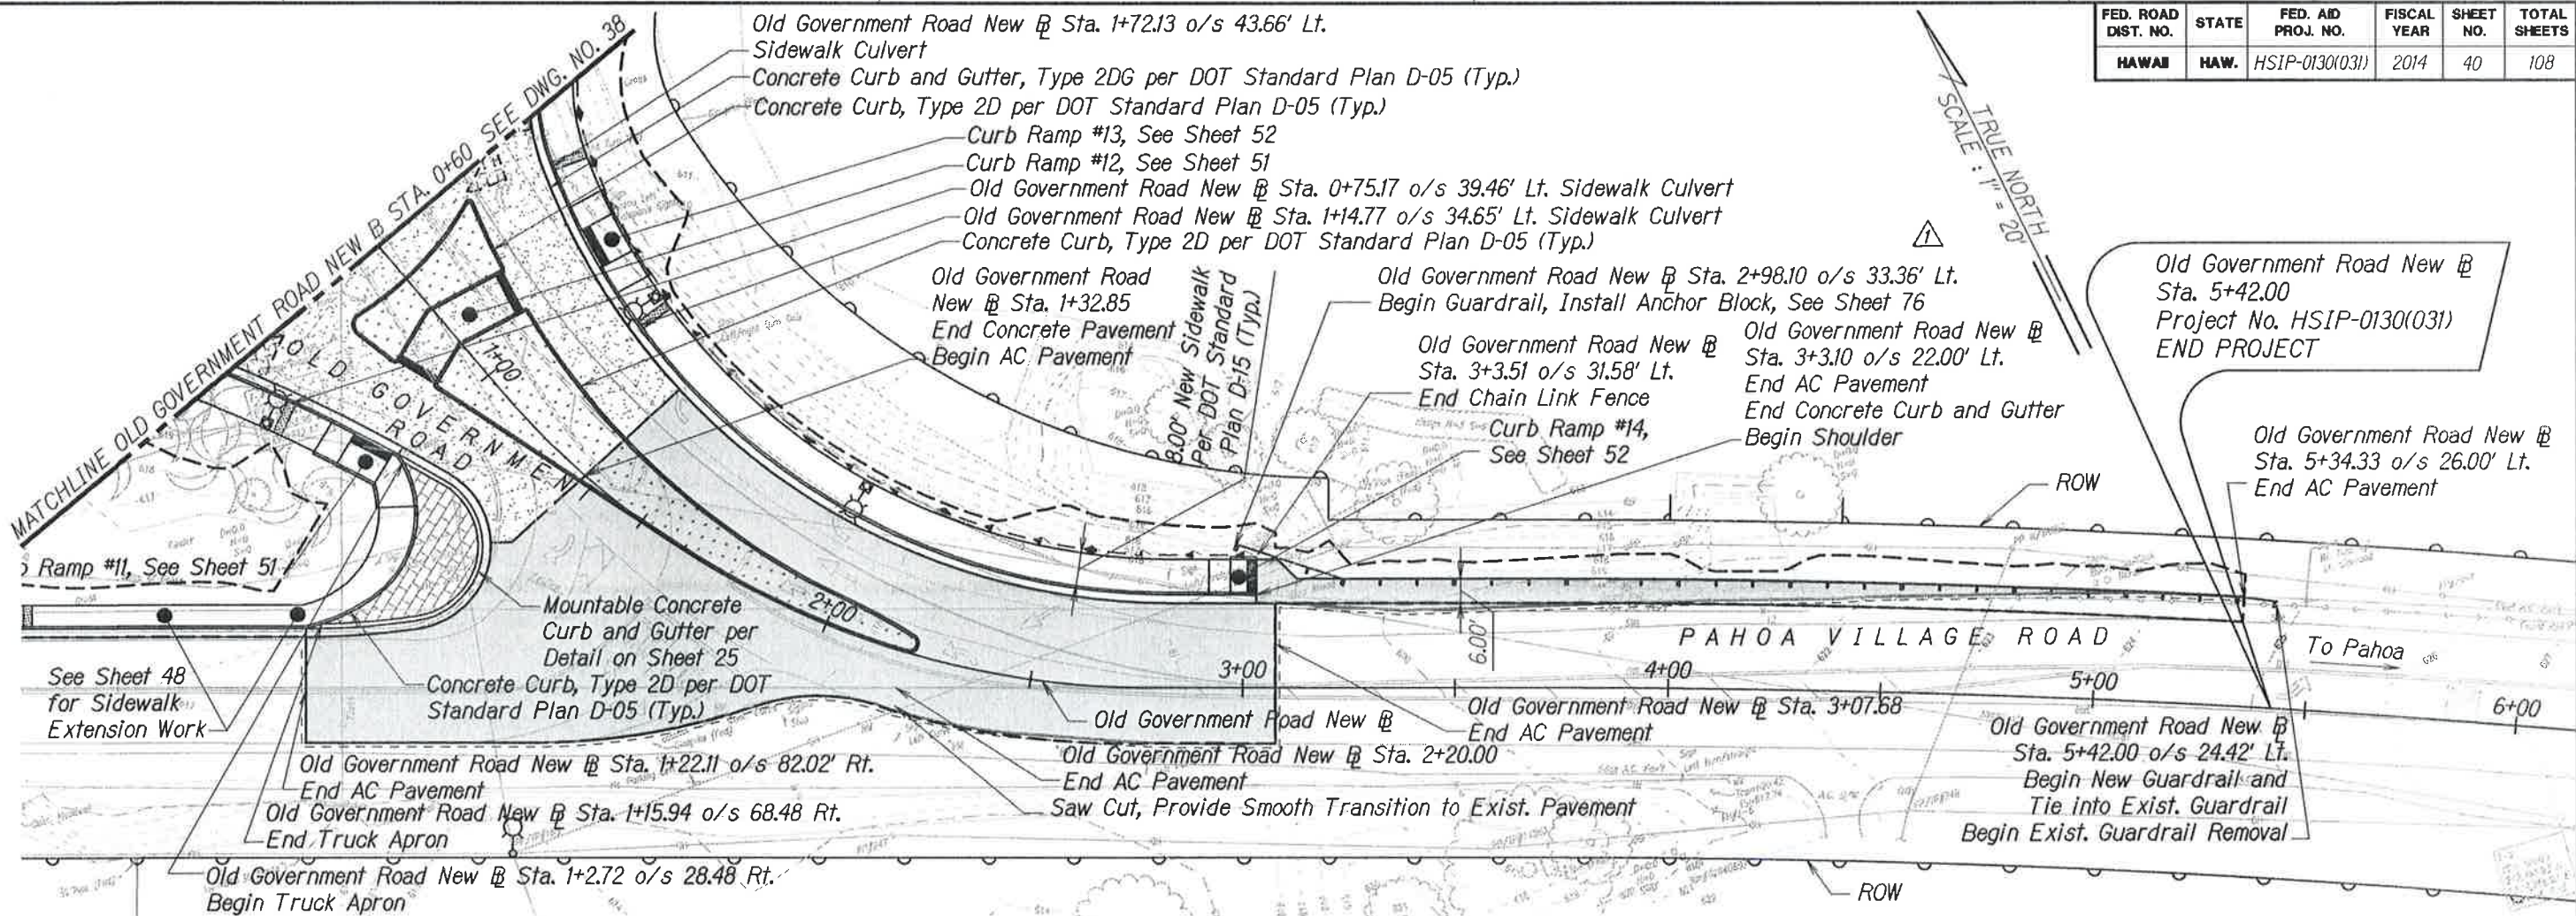 FED. ROAD DIST. NO. STATE FED. AID PROJ. NO. FISCAL YEAR SHEET NO. TOTAL SHEETS
HAWAII HAW. HSIP-0130(031) 2014 40 108
Old Government Road New BL Sta. 1+72.13 o/s 43.66' Lt.
Sidewalk Culvert
Concrete Curb and Gutter, Type 2DG per DOT Standard Plan D-05 (Typ.)
Concrete Curb, Type 2D per DOT Standard Plan D-05 (Typ.)
Curb Ramp #13, See Sheet 52
Curb Ramp #12, See Sheet 51
Old Government Road New BL Sta. 0+75.17 o/s 39.46' Lt. Sidewalk Culvert
Old Government Road New BL Sta. 1+14.77 o/s 34.65' Lt. Sidewalk Culvert
Concrete Curb, Type 2D per DOT Standard Plan D-05 (Typ.)
MATCHLINE OLD GOVERNMENT ROAD NEW B STA. 0+60 SEE DWG. NO. 38
TRUE NORTH
SCALE : 1" = 20'
1
Old Government Road
New BL Sta. 1+32.85
End Concrete Pavement
Begin AC Pavement
8.00' New Sidewalk
Per DOT Standard
Plan D-15 (Typ.)
Old Government Road New BL Sta. 2+98.10 o/s 33.36' Lt.
Begin Guardrail, Install Anchor Block, See Sheet 76
Old Government Road New BL
Sta. 3+3.51 o/s 31.58' Lt.
End Chain Link Fence
Curb Ramp #14,
See Sheet 52
Old Government Road New BL
Sta. 3+3.10 o/s 22.00' Lt.
End AC Pavement
End Concrete Curb and Gutter
Begin Shoulder
Old Government Road New BL
Sta. 5+42.00
Project No. HSIP-0130(031)
END PROJECT
Old Government Road New BL
Sta. 5+34.33 o/s 26.00' Lt.
End AC Pavement
ROW
OLD GOVERNMEN
ROAD
1+00
2+00
3+00
4+00
5+00
6+00
6.00'
PAHOA VILLAGE ROAD
To Pahoa
Ramp #11, See Sheet 51
Mountable Concrete
Curb and Gutter per
Detail on Sheet 25
Concrete Curb, Type 2D per DOT
Standard Plan D-05 (Typ.)
See Sheet 48
for Sidewalk
Extension Work
Old Government Road New BL
Old Government Road New BL Sta. 3+07.68
End AC Pavement
Old Government Road New BL Sta. 2+20.00
End AC Pavement
Saw Cut, Provide Smooth Transition to Exist. Pavement
Old Government Road New BL Sta. 1+22.11 o/s 82.02' Rt.
End AC Pavement
Old Government Road New BL Sta. 1+15.94 o/s 68.48 Rt.
End Truck Apron
Old Government Road New BL Sta. 1+2.72 o/s 28.48 Rt.
Begin Truck Apron
Old Government Road New BL
Sta. 5+42.00 o/s 24.42' Lt.
Begin New Guardrail and
Tie into Exist. Guardrail
Begin Exist. Guardrail Removal
ROW